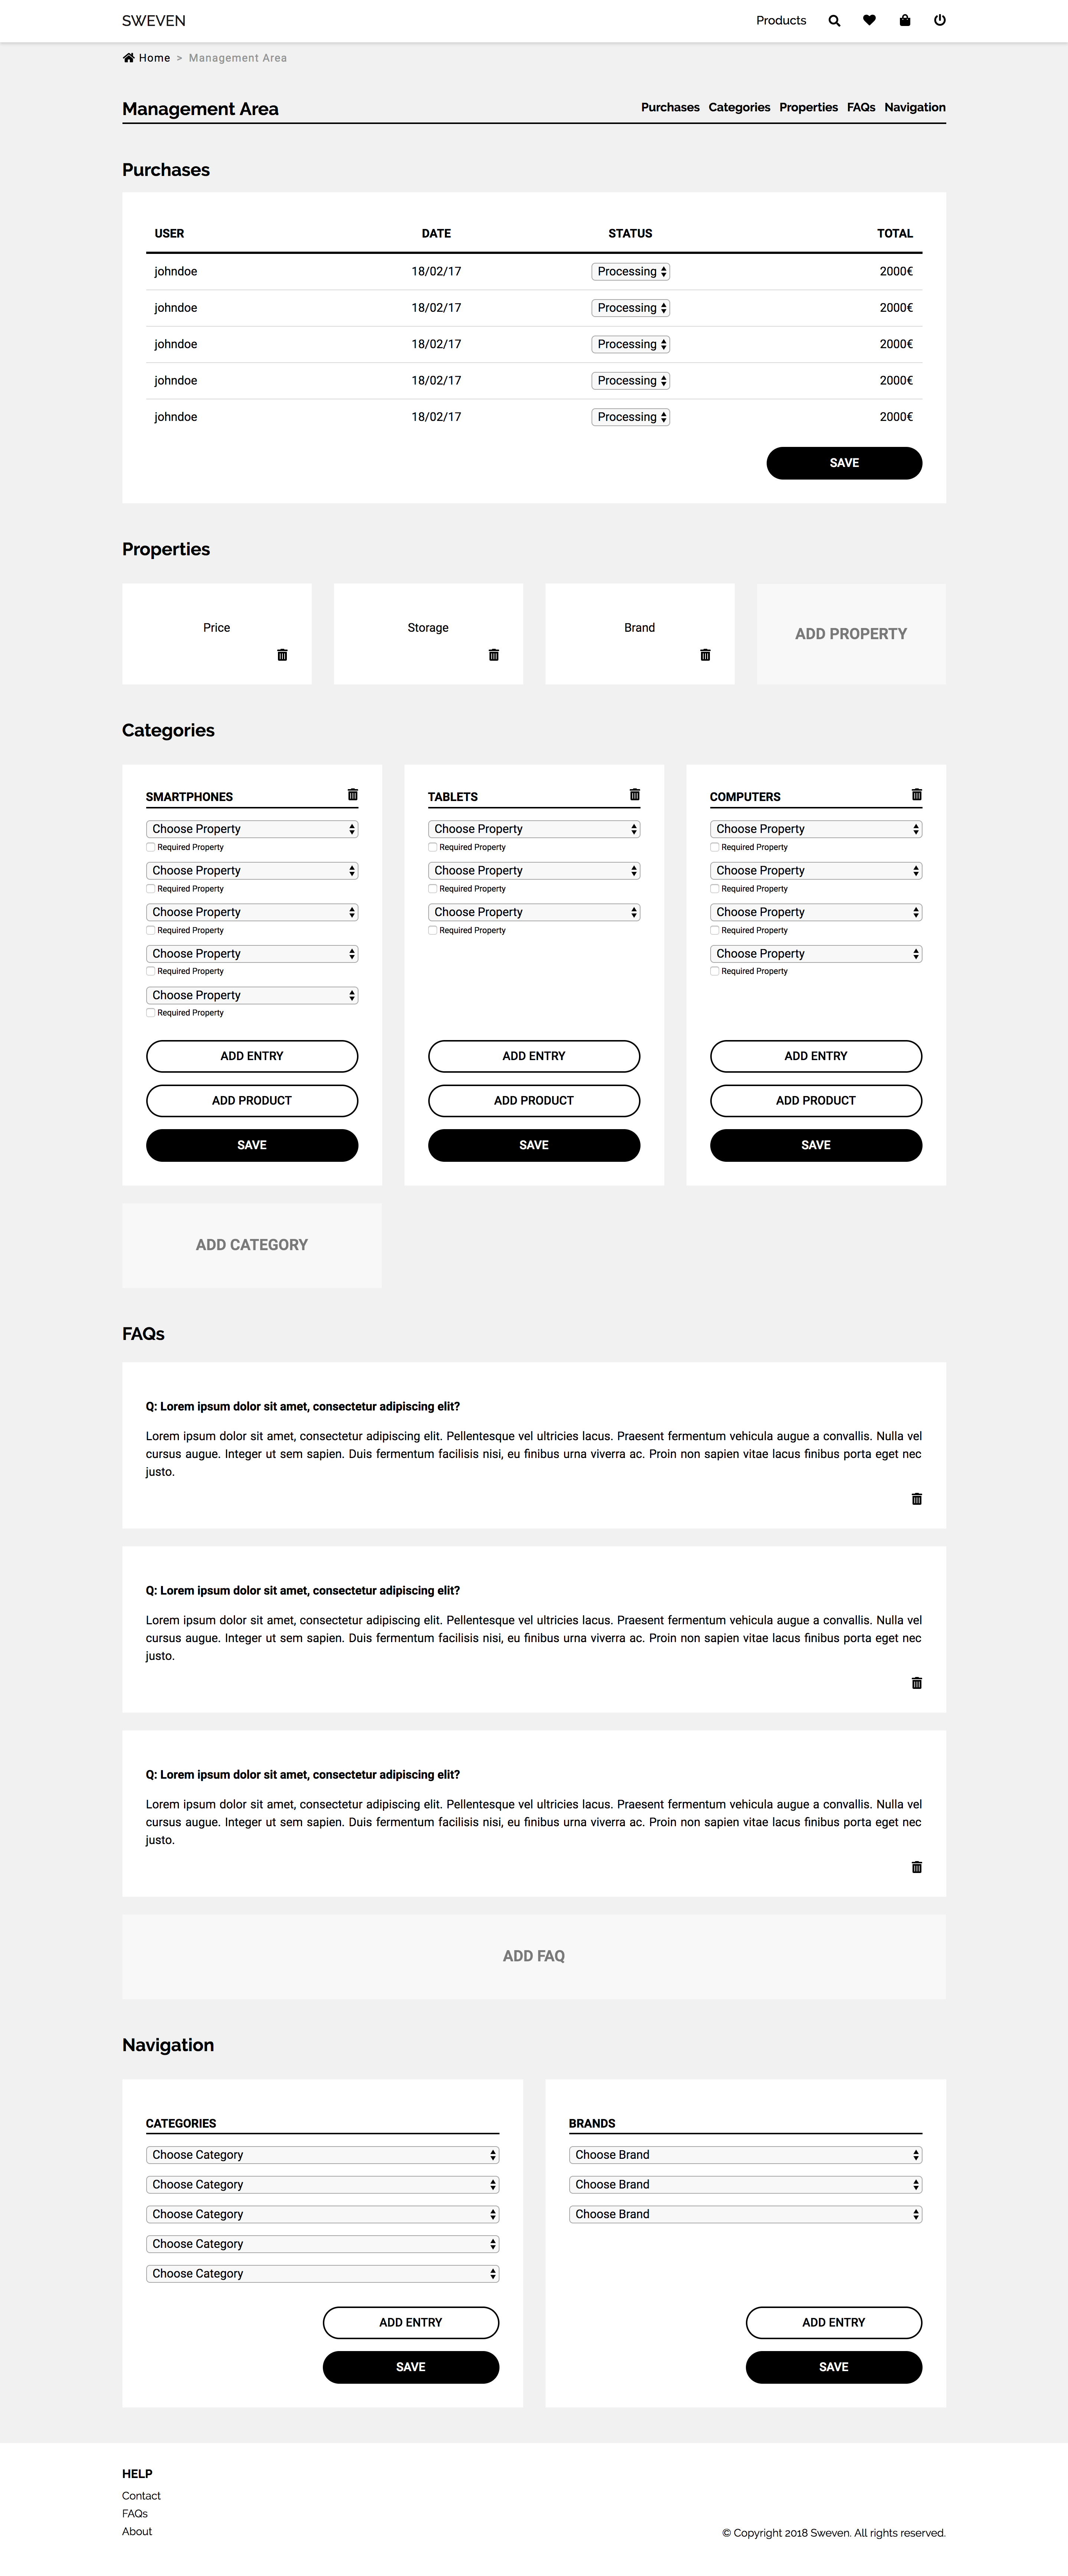 SWEVEN
Products
Home > Management Area
Management Area
Purchases Categories Properties FAQs Navigation
Purchases
USER DATE STATUS TOTAL
johndoe 18/02/17 Processing 2000€
johndoe 18/02/17 Processing 2000€
johndoe 18/02/17 Processing 2000€
johndoe 18/02/17 Processing 2000€
johndoe 18/02/17 Processing 2000€
SAVE
Properties
Price
Storage
Brand
ADD PROPERTY
Categories
SMARTPHONES
Choose Property
Required Property
Choose Property
Required Property
Choose Property
Required Property
Choose Property
Required Property
Choose Property
Required Property
ADD ENTRY
ADD PRODUCT
SAVE
TABLETS
Choose Property
Required Property
Choose Property
Required Property
Choose Property
Required Property
ADD ENTRY
ADD PRODUCT
SAVE
COMPUTERS
Choose Property
Required Property
Choose Property
Required Property
Choose Property
Required Property
Choose Property
Required Property
ADD ENTRY
ADD PRODUCT
SAVE
ADD CATEGORY
FAQs
Q: Lorem ipsum dolor sit amet, consectetur adipiscing elit?
Lorem ipsum dolor sit amet, consectetur adipiscing elit. Pellentesque vel ultricies lacus. Praesent fermentum vehicula augue a convallis. Nulla vel
cursus augue. Integer ut sem sapien. Duis fermentum facilisis nisi, eu finibus urna viverra ac. Proin non sapien vitae lacus finibus porta eget nec
justo.
Q: Lorem ipsum dolor sit amet, consectetur adipiscing elit?
Lorem ipsum dolor sit amet, consectetur adipiscing elit. Pellentesque vel ultricies lacus. Praesent fermentum vehicula augue a convallis. Nulla vel
cursus augue. Integer ut sem sapien. Duis fermentum facilisis nisi, eu finibus urna viverra ac. Proin non sapien vitae lacus finibus porta eget nec
justo.
Q: Lorem ipsum dolor sit amet, consectetur adipiscing elit?
Lorem ipsum dolor sit amet, consectetur adipiscing elit. Pellentesque vel ultricies lacus. Praesent fermentum vehicula augue a convallis. Nulla vel
cursus augue. Integer ut sem sapien. Duis fermentum facilisis nisi, eu finibus urna viverra ac. Proin non sapien vitae lacus finibus porta eget nec
justo.
ADD FAQ
Navigation
CATEGORIES
Choose Category
Choose Category
Choose Category
Choose Category
Choose Category
ADD ENTRY
SAVE
BRANDS
Choose Brand
Choose Brand
Choose Brand
ADD ENTRY
SAVE
HELP
Contact
FAQs
About
© Copyright 2018 Sweven. All rights reserved.